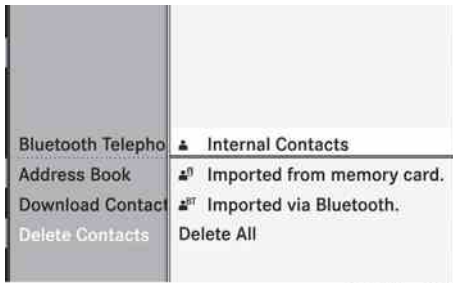 Bluetooth Telepho
Address Book
Download Contact
Delete Contacts
Internal Contacts
Imported from memory card.
BT Imported via Bluetooth.
Delete All